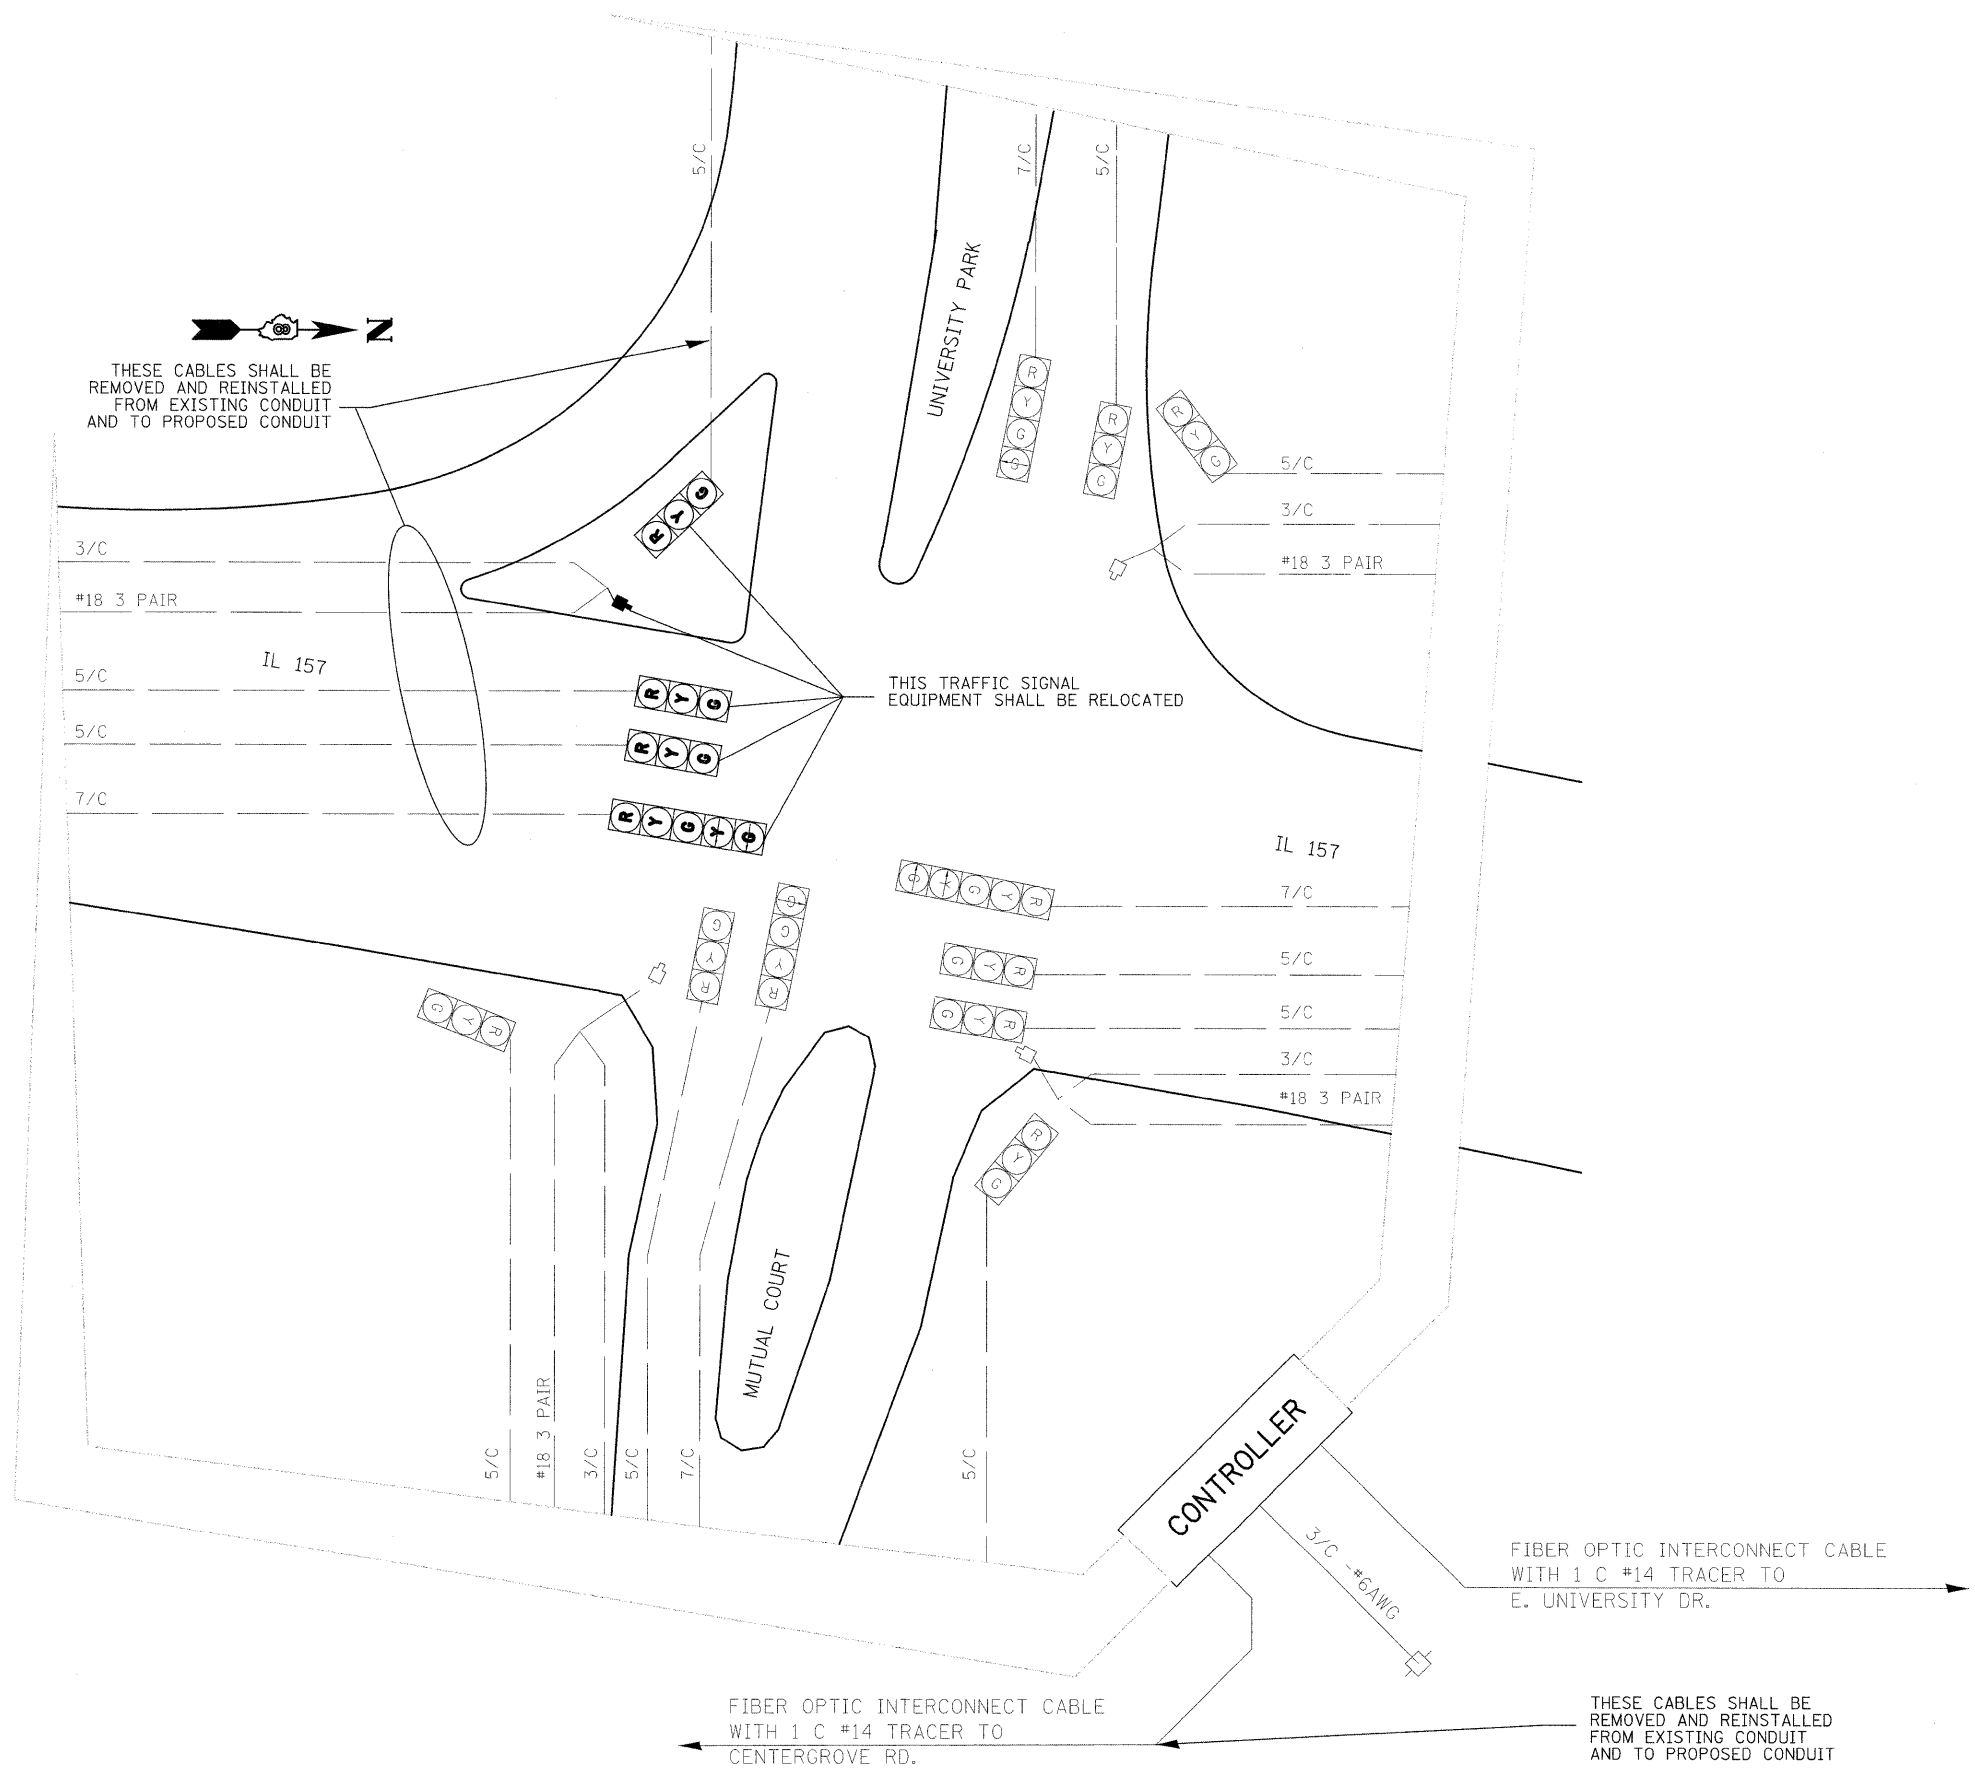 5/C
7/C
5/C
UNIVERSITY PARK
N
THESE CABLES SHALL BE
REMOVED AND REINSTALLED
FROM EXISTING CONDUIT
AND TO PROPOSED CONDUIT
R Y G G
R Y G
R Y G
5/C
3/C
#18 3 PAIR
R Y G
3/C
#18 3 PAIR
IL 157
5/C
R Y G
THIS TRAFFIC SIGNAL
EQUIPMENT SHALL BE RELOCATED
5/C
R Y G
7/C
R Y G Y G
IL 157
G Y G Y R
7/C
G Y R
G G Y R
G Y R
5/C
G Y R
G Y R
5/C
3/C
#18 3 PAIR
R Y G
MUTUAL COURT
5/C
#18 3 PAIR
3/C
5/C
7/C
5/C
CONTROLLER
3/C -#6AWG
FIBER OPTIC INTERCONNECT CABLE
WITH 1 C #14 TRACER TO
E. UNIVERSITY DR.
FIBER OPTIC INTERCONNECT CABLE
WITH 1 C #14 TRACER TO
CENTERGROVE RD.
THESE CABLES SHALL BE
REMOVED AND REINSTALLED
FROM EXISTING CONDUIT
AND TO PROPOSED CONDUIT